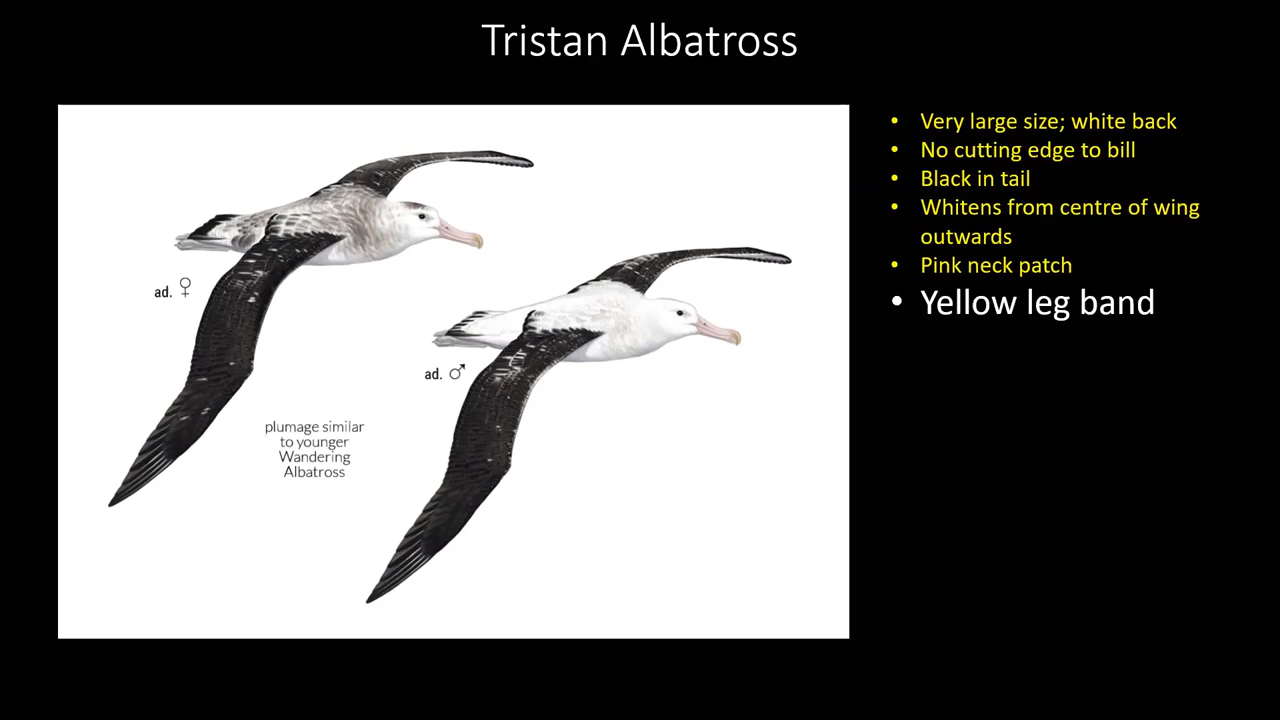 Tristan Albatross
• Very large size; white back
• No cutting edge to bill
• Black in tail
• Whitens from centre of wing
outwards
• Pink neck patch
• Yellow leg band
ad. ♀
ad. ♂
plumage similar
to younger
Wandering
Albatross